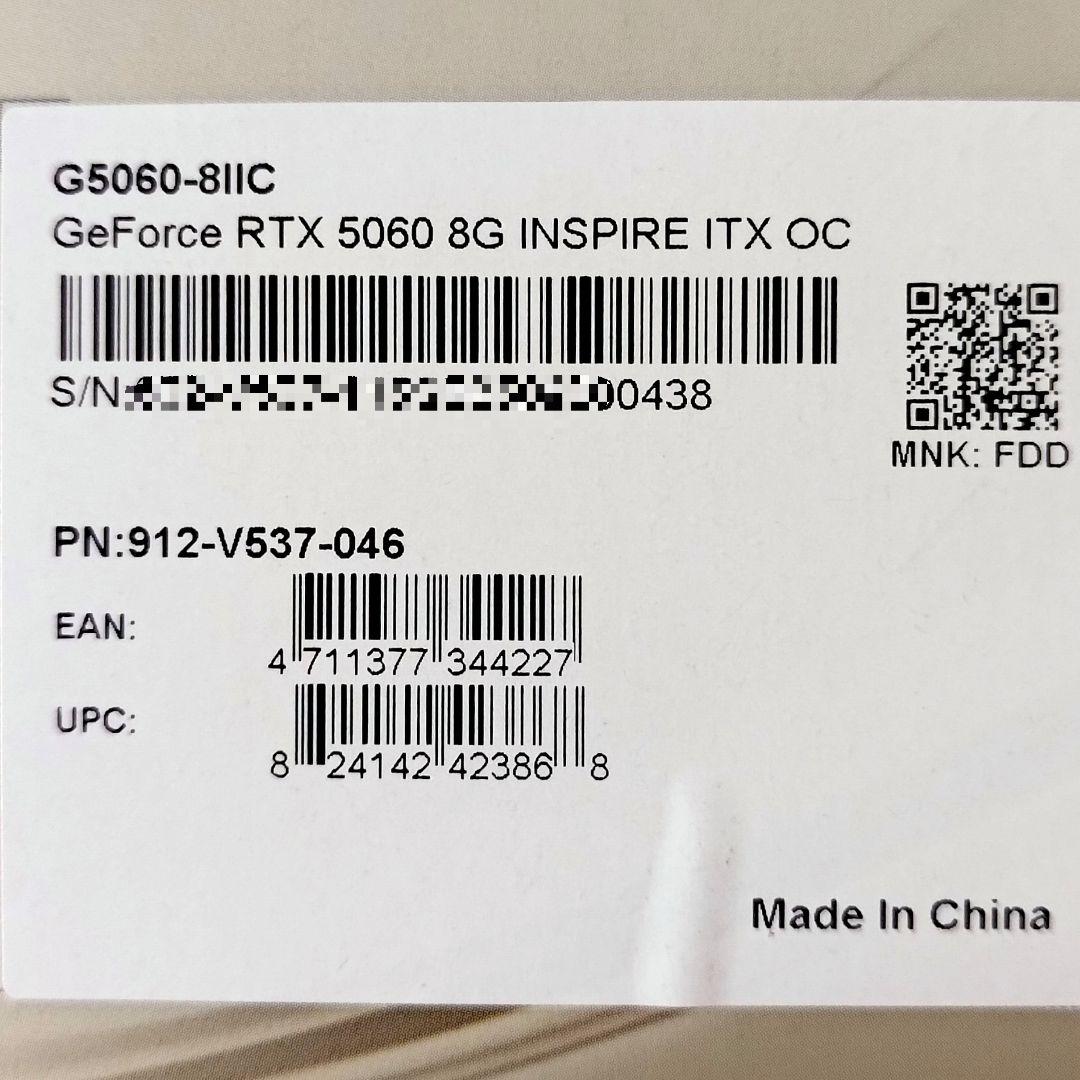 G5060-8IIC
GeForce RTX 5060 8G INSPIRE ITX OC
S/N: 00438
MNK: FDD
PN:912-V537-046
EAN:
4 711377 344227
UPC:
8 24142 42386 8
Made In China